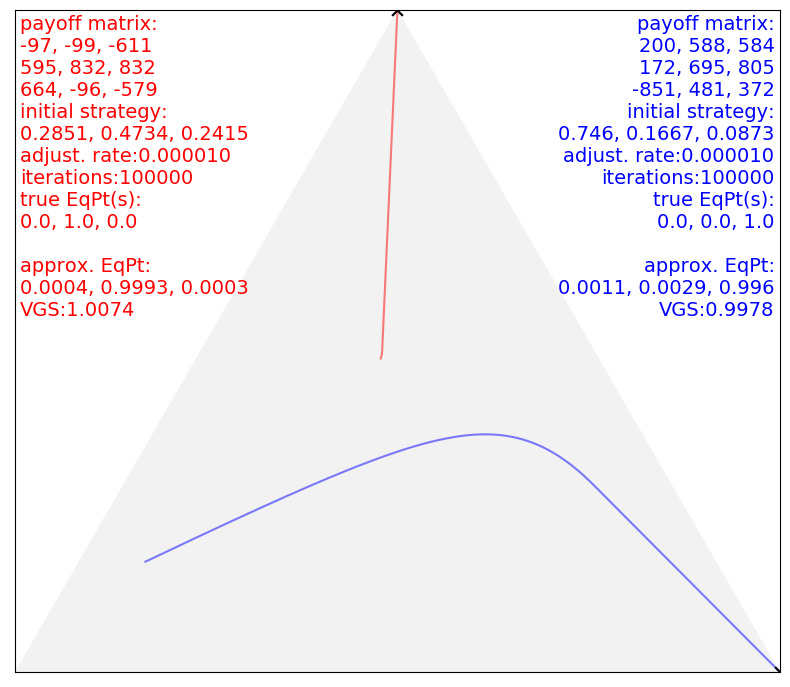 payoff matrix:
-97, -99, -611
595, 832, 832
664, -96, -579
initial strategy:
0.2851, 0.4734, 0.2415
adjust. rate:0.000010
iterations:100000
true EqPt(s):
0.0, 1.0, 0.0
approx. EqPt:
0.0004, 0.9993, 0.0003
VGS:1.0074
payoff matrix:
200, 588, 584
172, 695, 805
-851, 481, 372
initial strategy:
0.746, 0.1667, 0.0873
adjust. rate:0.000010
iterations:100000
true EqPt(s):
0.0, 0.0, 1.0
approx. EqPt:
0.0011, 0.0029, 0.996
VGS:0.9978